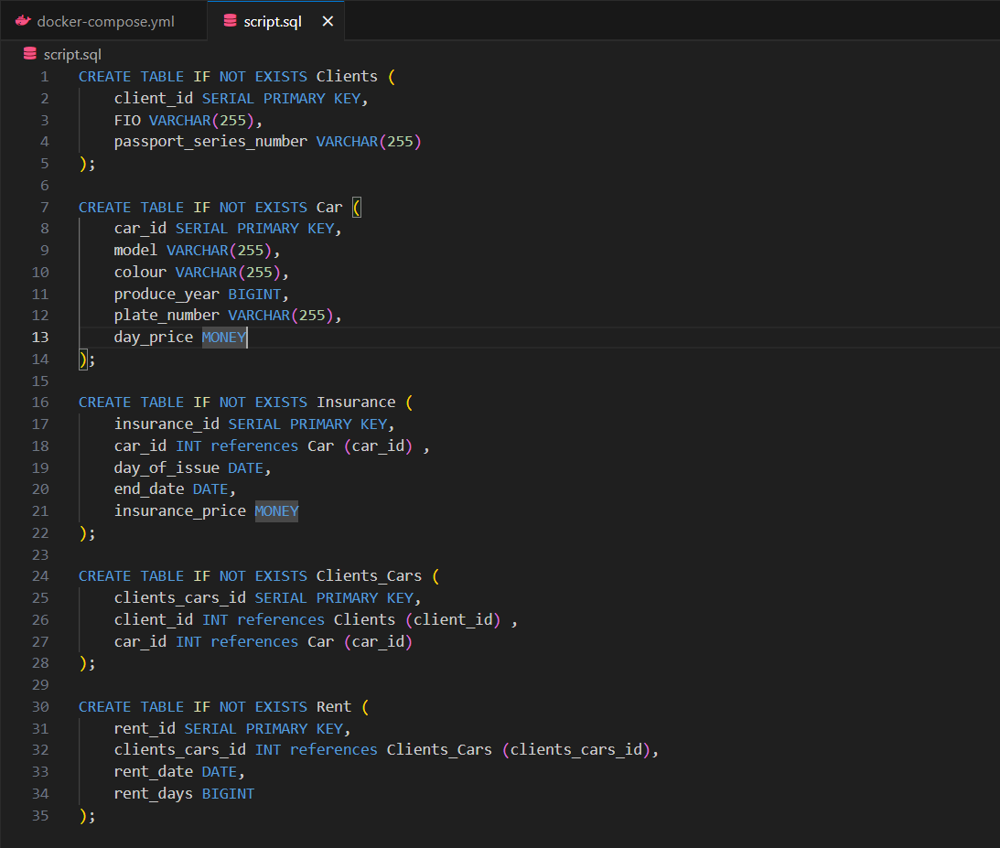 docker-compose.yml script.sql ×
script.sql
1 CREATE TABLE IF NOT EXISTS Clients (
2 client_id SERIAL PRIMARY KEY,
3 FIO VARCHAR(255),
4 passport_series_number VARCHAR(255)
5 );
6
7 CREATE TABLE IF NOT EXISTS Car (
8 car_id SERIAL PRIMARY KEY,
9 model VARCHAR(255),
10 colour VARCHAR(255),
11 produce_year BIGINT,
12 plate_number VARCHAR(255),
13 day_price MONEY
14 );
15
16 CREATE TABLE IF NOT EXISTS Insurance (
17 insurance_id SERIAL PRIMARY KEY,
18 car_id INT references Car (car_id) ,
19 day_of_issue DATE,
20 end_date DATE,
21 insurance_price MONEY
22 );
23
24 CREATE TABLE IF NOT EXISTS Clients_Cars (
25 clients_cars_id SERIAL PRIMARY KEY,
26 client_id INT references Clients (client_id) ,
27 car_id INT references Car (car_id)
28 );
29
30 CREATE TABLE IF NOT EXISTS Rent (
31 rent_id SERIAL PRIMARY KEY,
32 clients_cars_id INT references Clients_Cars (clients_cars_id),
33 rent_date DATE,
34 rent_days BIGINT
35 );